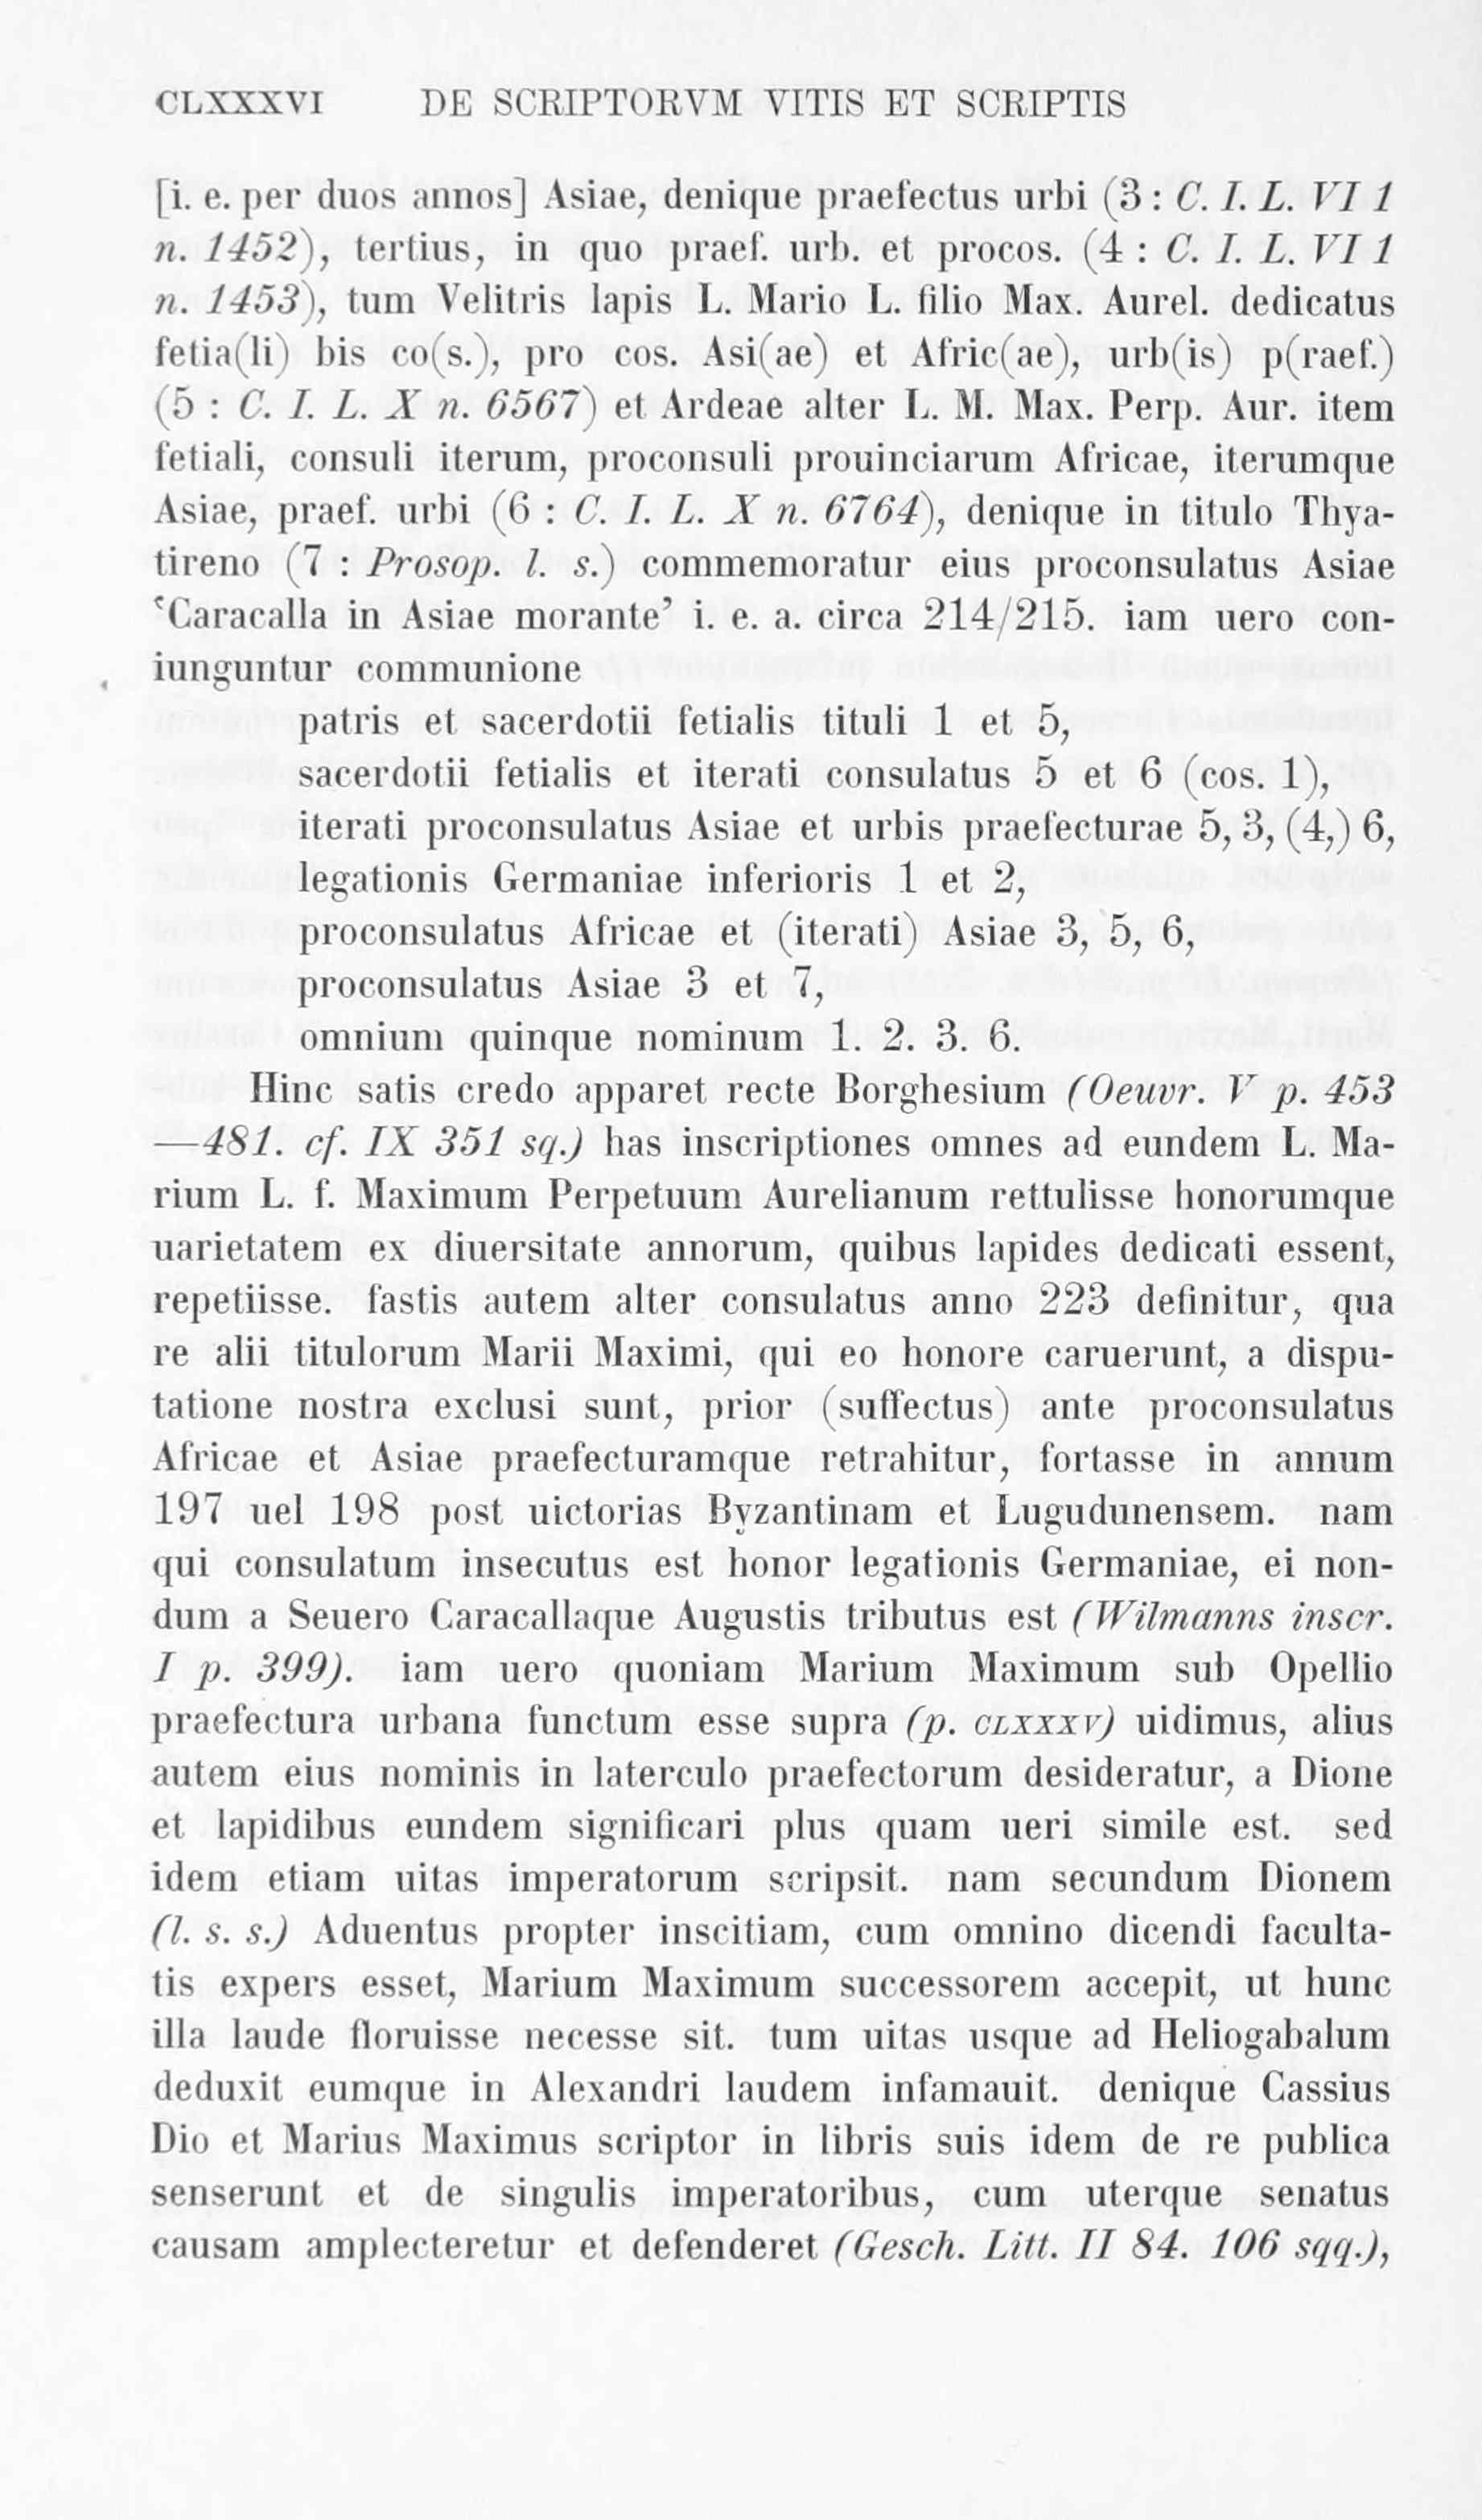 CLXXXVI DE SCRIPTORVM VITIS ET SCRIPTIS
[i. e. per duos annos] Asiae, denique praefectus urbi (3 : C. I. L. VI 1
n. 1452), tertius, in quo praef. urb. et procos. (4 : C. I. L. VI 1
n. 1453), tum Velitris lapis L. Mario L. filio Max. Aurel. dedicatus
fetia(li) bis co(s.), pro cos. Asi(ae) et Afric(ae), urb(is) p(raef.)
(5 : C. I. L. X n. 6567) et Ardeae alter L. M. Max. Perp. Aur. item
fetiali, consuli iterum, proconsuli prouinciarum Africae, iterumque
Asiae, praef. urbi (6 : C. I. L. X n. 6764), denique in titulo Thya-
tireno (7 : Prosop. l. s.) commemoratur eius proconsulatus Asiae
‘Caracalla in Asiae morante’ i. e. a. circa 214/215. iam uero con-
iunguntur communione
patris et sacerdotii fetialis tituli 1 et 5,
sacerdotii fetialis et iterati consulatus 5 et 6 (cos. 1),
iterati proconsulatus Asiae et urbis praefecturae 5, 3, (4,) 6,
legationis Germaniae inferioris 1 et 2,
proconsulatus Africae et (iterati) Asiae 3, 5, 6,
proconsulatus Asiae 3 et 7,
omnium quinque nominum 1. 2. 3. 6.
Hinc satis credo apparet recte Borghesium (Oeuvr. V p. 453
—481. cf. IX 351 sq.) has inscriptiones omnes ad eundem L. Ma-
rium L. f. Maximum Perpetuum Aurelianum rettulisse honorumque
uarietatem ex diuersitate annorum, quibus lapides dedicati essent,
repetiisse. fastis autem alter consulatus anno 223 definitur, qua
re alii titulorum Marii Maximi, qui eo honore caruerunt, a dispu-
tatione nostra exclusi sunt, prior (suffectus) ante proconsulatus
Africae et Asiae praefecturamque retrahitur, fortasse in annum
197 uel 198 post uictorias Byzantinam et Lugudunensem. nam
qui consulatum insecutus est honor legationis Germaniae, ei non-
dum a Seuero Caracallaque Augustis tributus est (Wilmanns inscr.
I p. 399). iam uero quoniam Marium Maximum sub Opellio
praefectura urbana functum esse supra (p. CLXXXV) uidimus, alius
autem eius nominis in laterculo praefectorum desideratur, a Dione
et lapidibus eundem significari plus quam ueri simile est. sed
idem etiam uitas imperatorum scripsit. nam secundum Dionem
(l. s. s.) Aduentus propter inscitiam, cum omnino dicendi faculta-
tis expers esset, Marium Maximum successorem accepit, ut hunc
illa laude floruisse necesse sit. tum uitas usque ad Heliogabalum
deduxit eumque in Alexandri laudem infamauit. denique Cassius
Dio et Marius Maximus scriptor in libris suis idem de re publica
senserunt et de singulis imperatoribus, cum uterque senatus
causam amplecteretur et defenderet (Gesch. Litt. II 84. 106 sqq.),